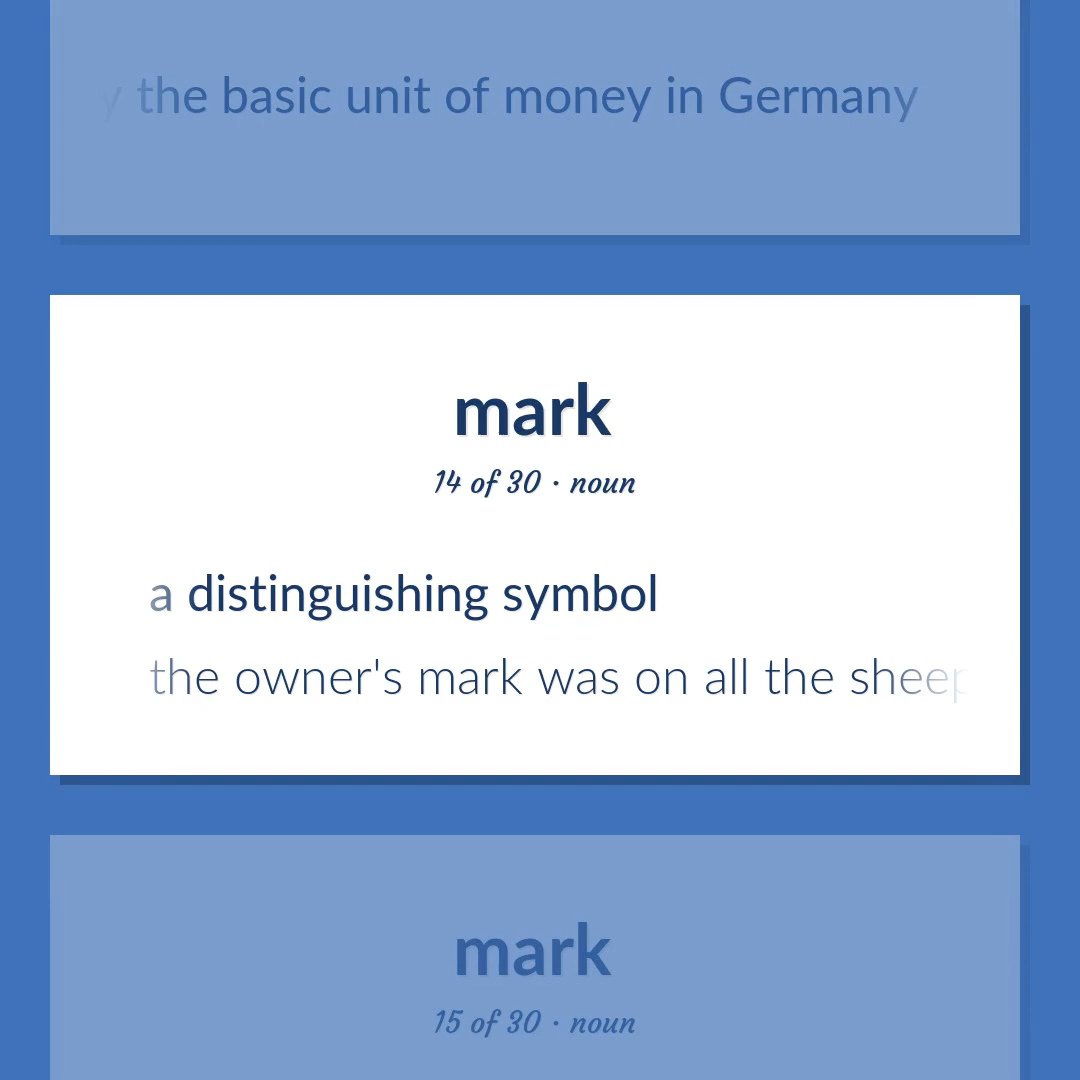 the basic unit of money in Germany
mark
14 of 30 · noun
a distinguishing symbol
the owner's mark was on all the sheep
mark
15 of 30 · noun